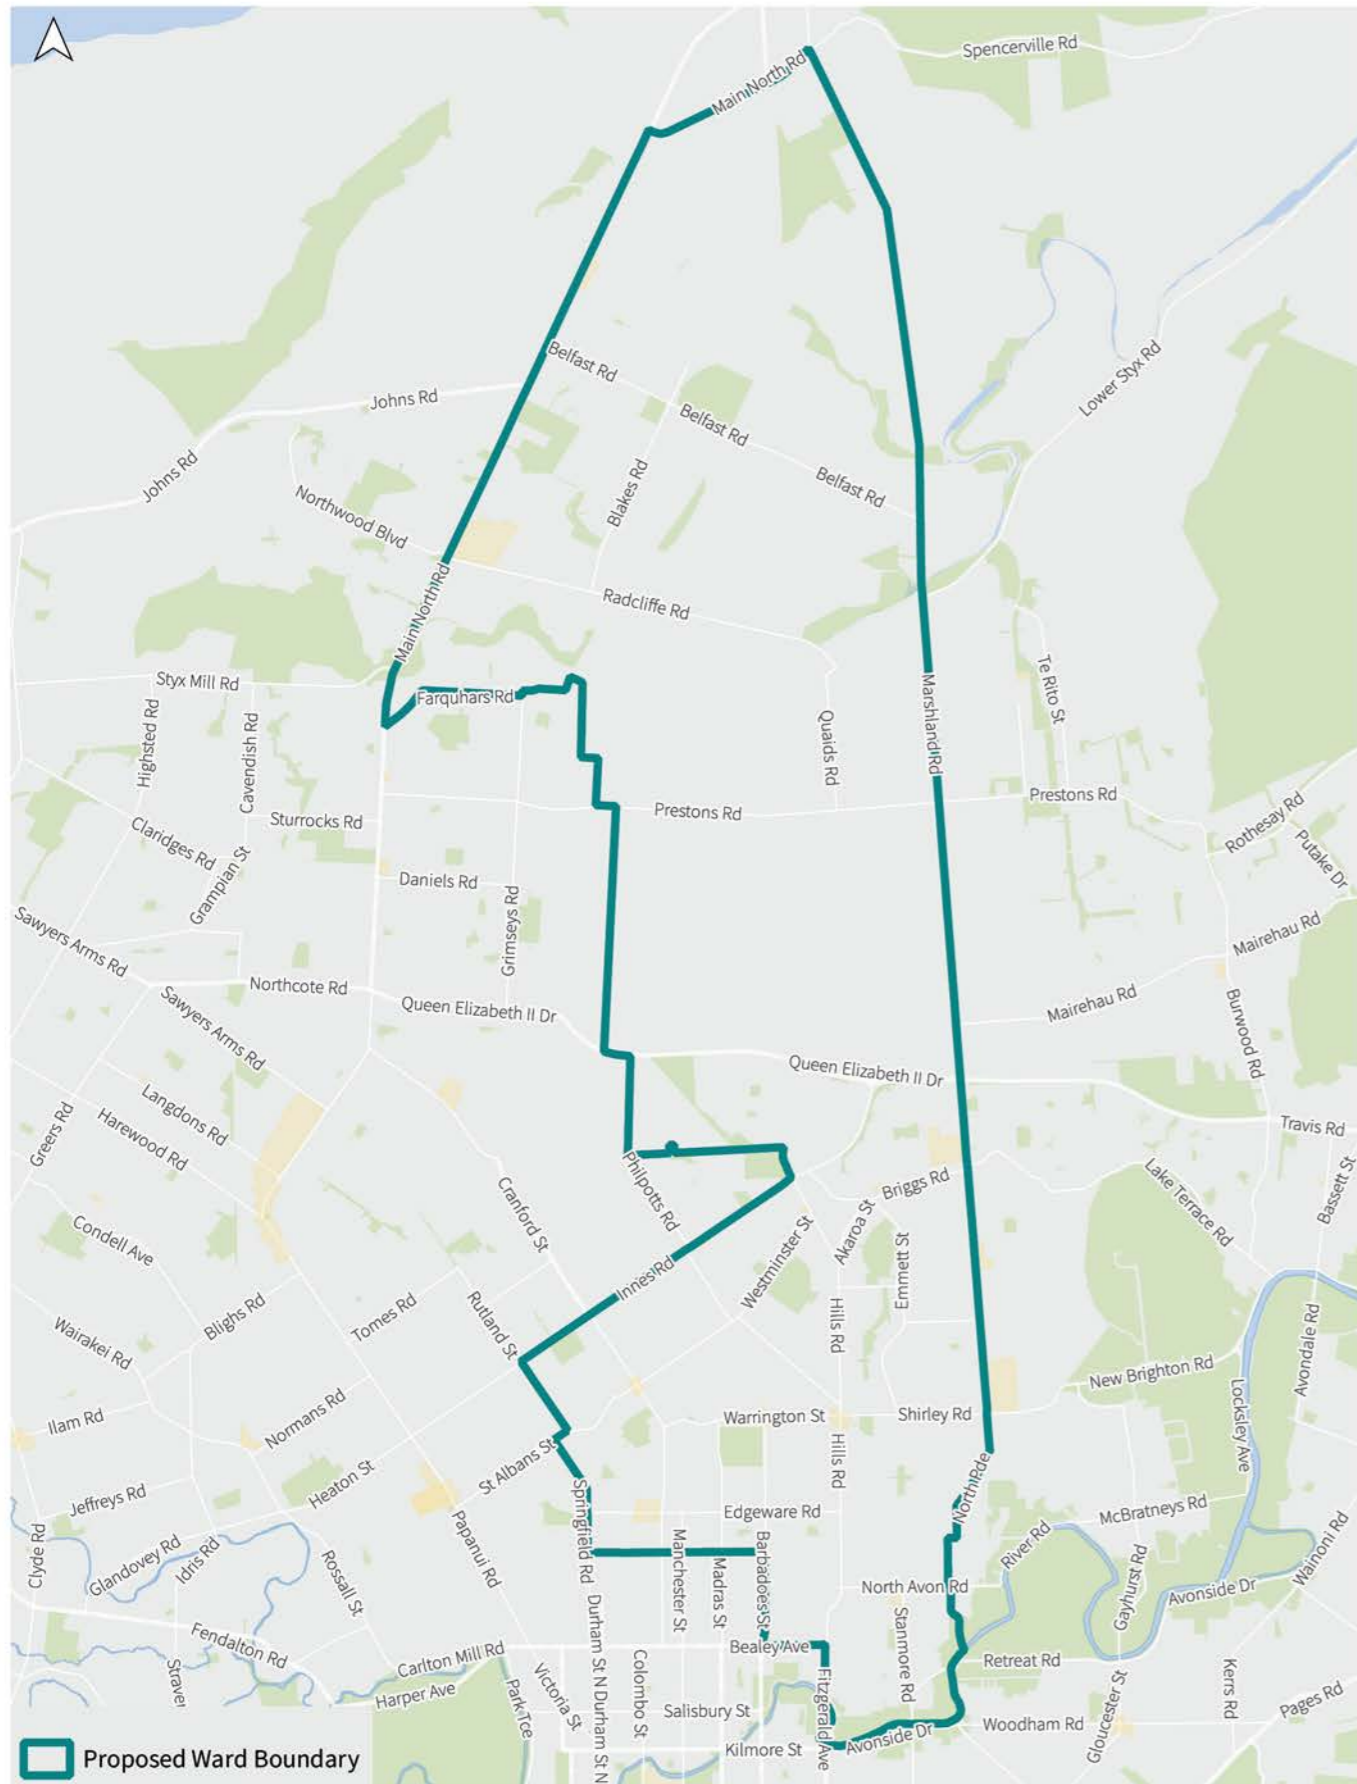 Spencerville Rd
Main North Rd
Belfast Rd
Lower Styx Rd
Johns Rd
Belfast Rd
Johns Rd
Belfast Rd
Blakes Rd
Northwood Blvd
Radcliffe Rd
Main North Rd
Styx Mill Rd
Farquhars Rd
Te Rito St
Highsted Rd
Cavendish Rd
Quaids Rd
Marshland Rd
Prestons Rd
Prestons Rd
Sturrocks Rd
Rothesay Rd
Claridges Rd
Putake Dr
Grampian St
Daniels Rd
Grimseys Rd
Sawyers Arms Rd
Mairehau Rd
Northcote Rd
Mairehau Rd
Queen Elizabeth II Dr
Sawyers Arms Rd
Burwood Rd
Queen Elizabeth II Dr
Langdons Rd
Harewood Rd
Greers Rd
Travis Rd
Philpotts Rd
Briggs Rd
Lake Terrace Rd
Bassett St
Cranford St
Condell Ave
Akaroa St
Westminster St
Emmett St
Innes Rd
Blighs Rd
Tomes Rd
Rutland St
Hills Rd
Wairakei Rd
Avondale Rd
New Brighton Rd
Locksley Ave
Ilam Rd
Normans Rd
Warrington St
Shirley Rd
Hills Rd
St Albans St
Heaton St
Jeffreys Rd
Springfield Rd
Edgeware Rd
North Pde
McBratneys Rd
River Rd
Clyde Rd
Glandovey Rd
Idris Rd
Papanui Rd
Rossall St
Manchester St
Madras St
Barbadoes St
North Avon Rd
Gayhurst Rd
Avonside Dr
Wainoni Rd
Stanmore Rd
Fendalton Rd
Carlton Mill Rd
Bealey Ave
Retreat Rd
Harper Ave
Park Tce
Victoria St
Durham St N
Durham St N
Colombo St
Salisbury St
Fitzgerald Ave
Avonside Dr
Woodham Rd
Gloucester St
Kerrs Rd
Pages Rd
Kilmore St
Proposed Ward Boundary